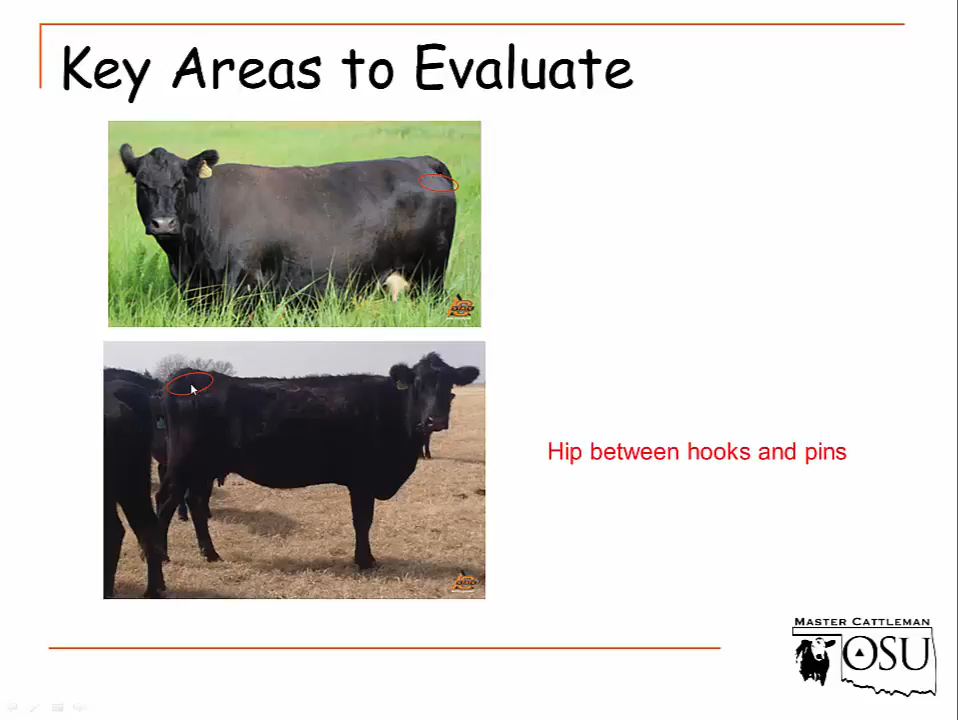 Key Areas to Evaluate
Hip between hooks and pins
MASTER CATTLEMAN
OSU